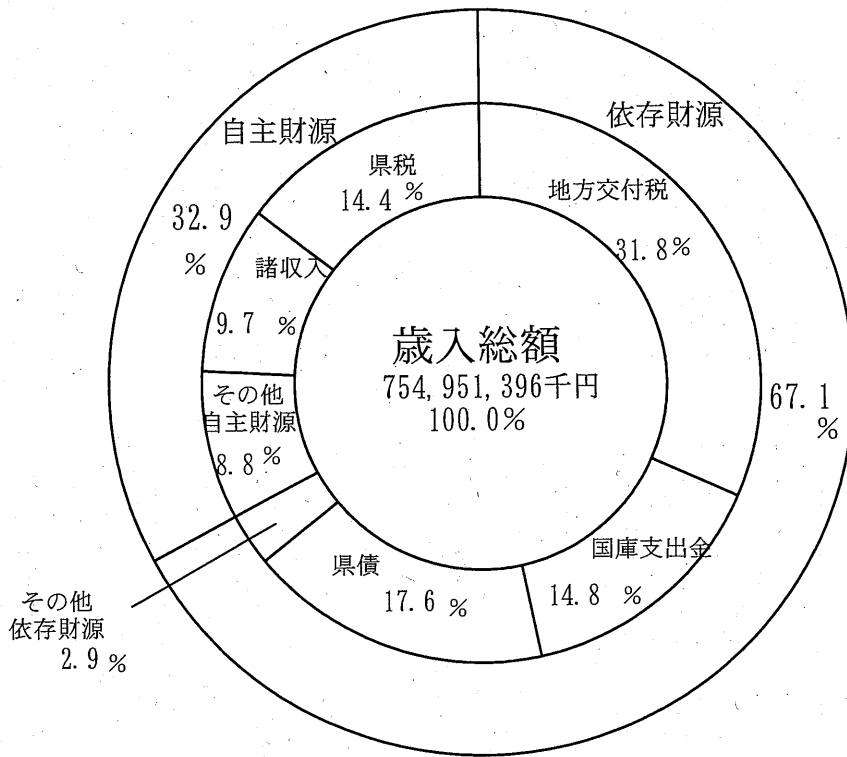 自主財源
32.9
%
依存財源
67.1
%
県税
14.4 %
地方交付税
31.8%
諸収入
9.7 %
歳入総額
754,951,396千円
100.0%
その他
自主財源
8.8 %
国庫支出金
14.8 %
県債
17.6 %
その他
依存財源
2.9 %